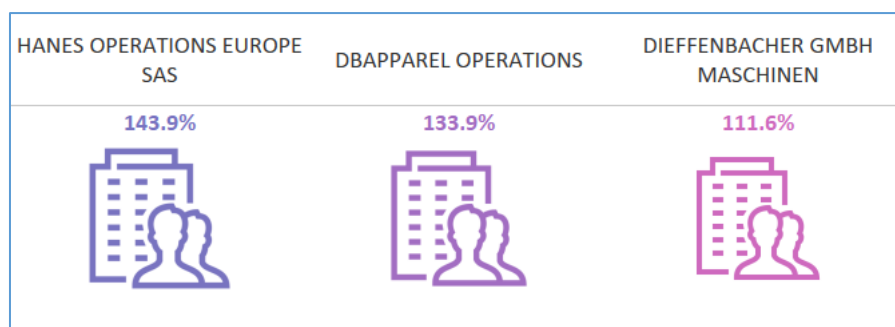 HANES OPERATIONS EUROPE
SAS
DBAPPAREL OPERATIONS
DIEFFENBACHER GMBH
MASCHINEN
143.9%
133.9%
111.6%